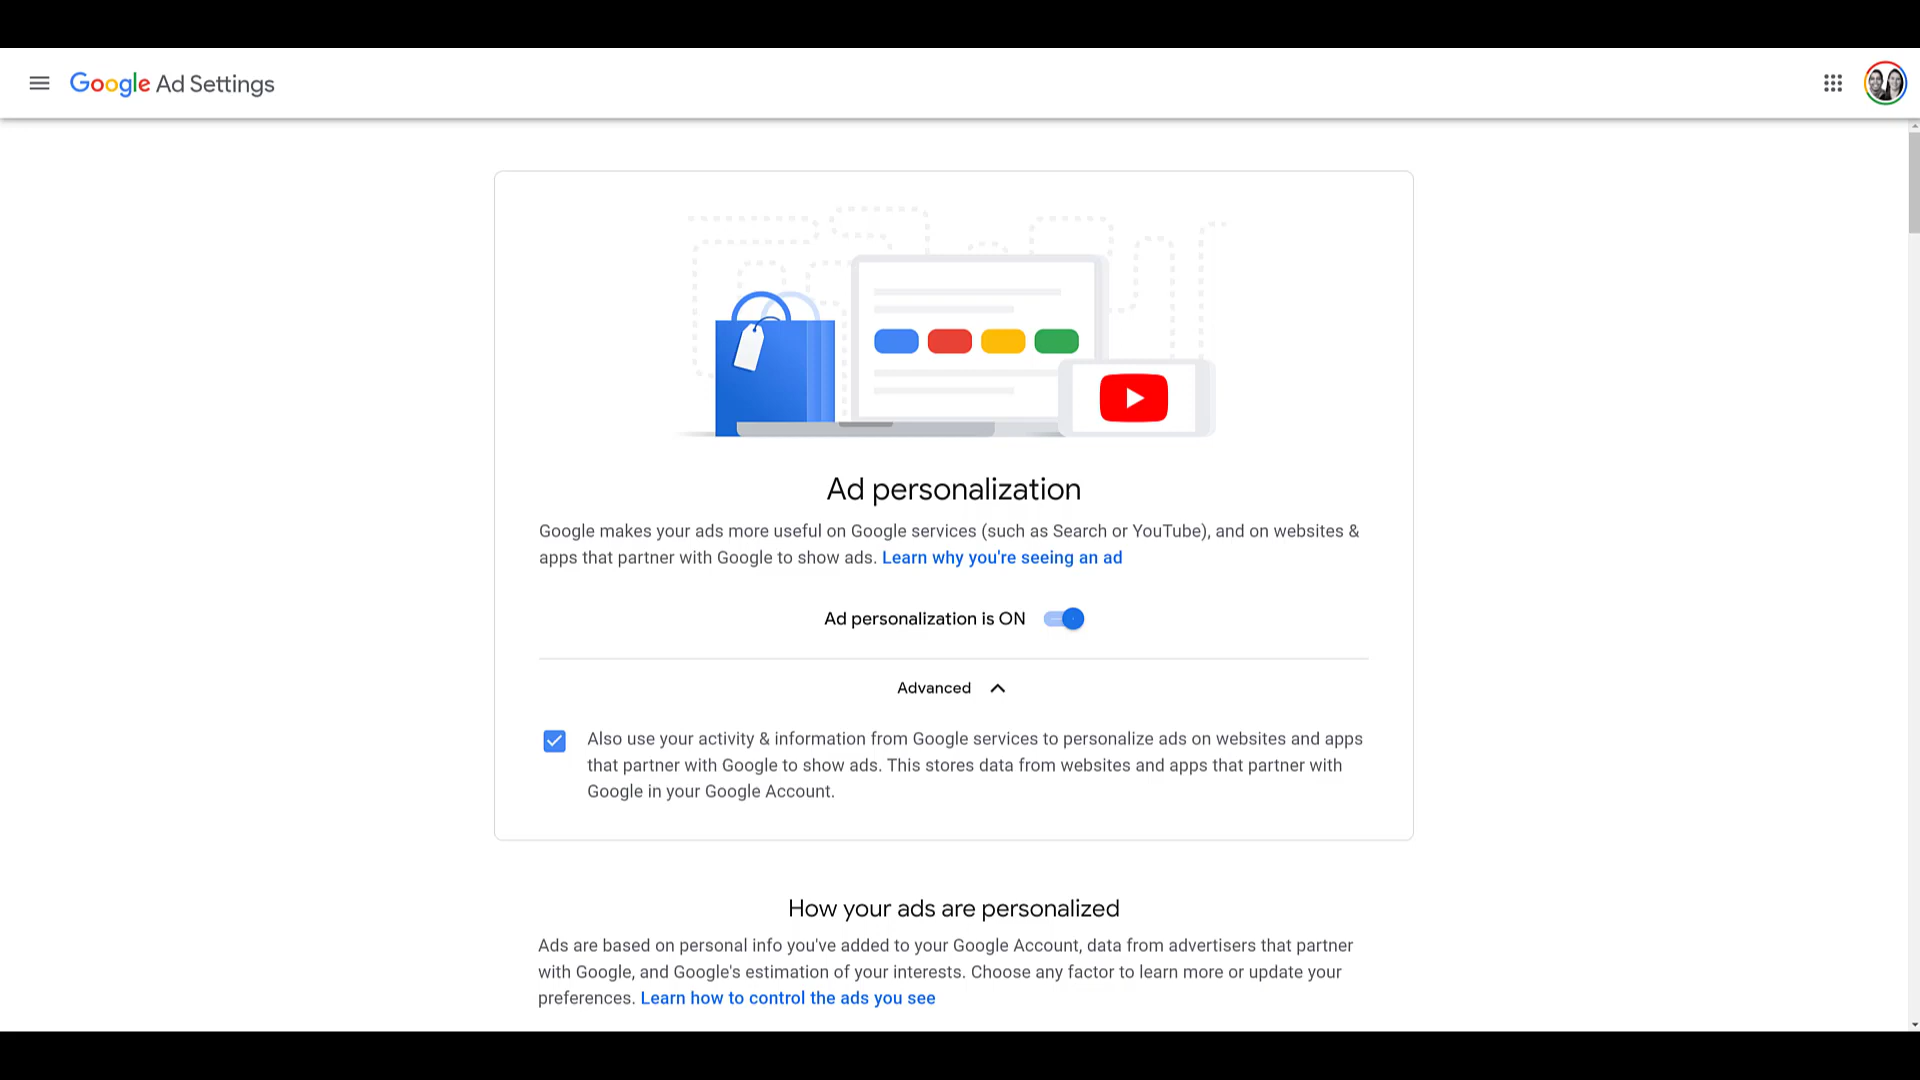 Google Ad Settings
Ad personalization
Google makes your ads more useful on Google services (such as Search or YouTube), and on websites &
apps that partner with Google to show ads. Learn why you're seeing an ad
Ad personalization is ON
Advanced
Also use your activity & information from Google services to personalize ads on websites and apps
that partner with Google to show ads. This stores data from websites and apps that partner with
Google in your Google Account.
How your ads are personalized
Ads are based on personal info you've added to your Google Account, data from advertisers that partner
with Google, and Google's estimation of your interests. Choose any factor to learn more or update your
preferences. Learn how to control the ads you see